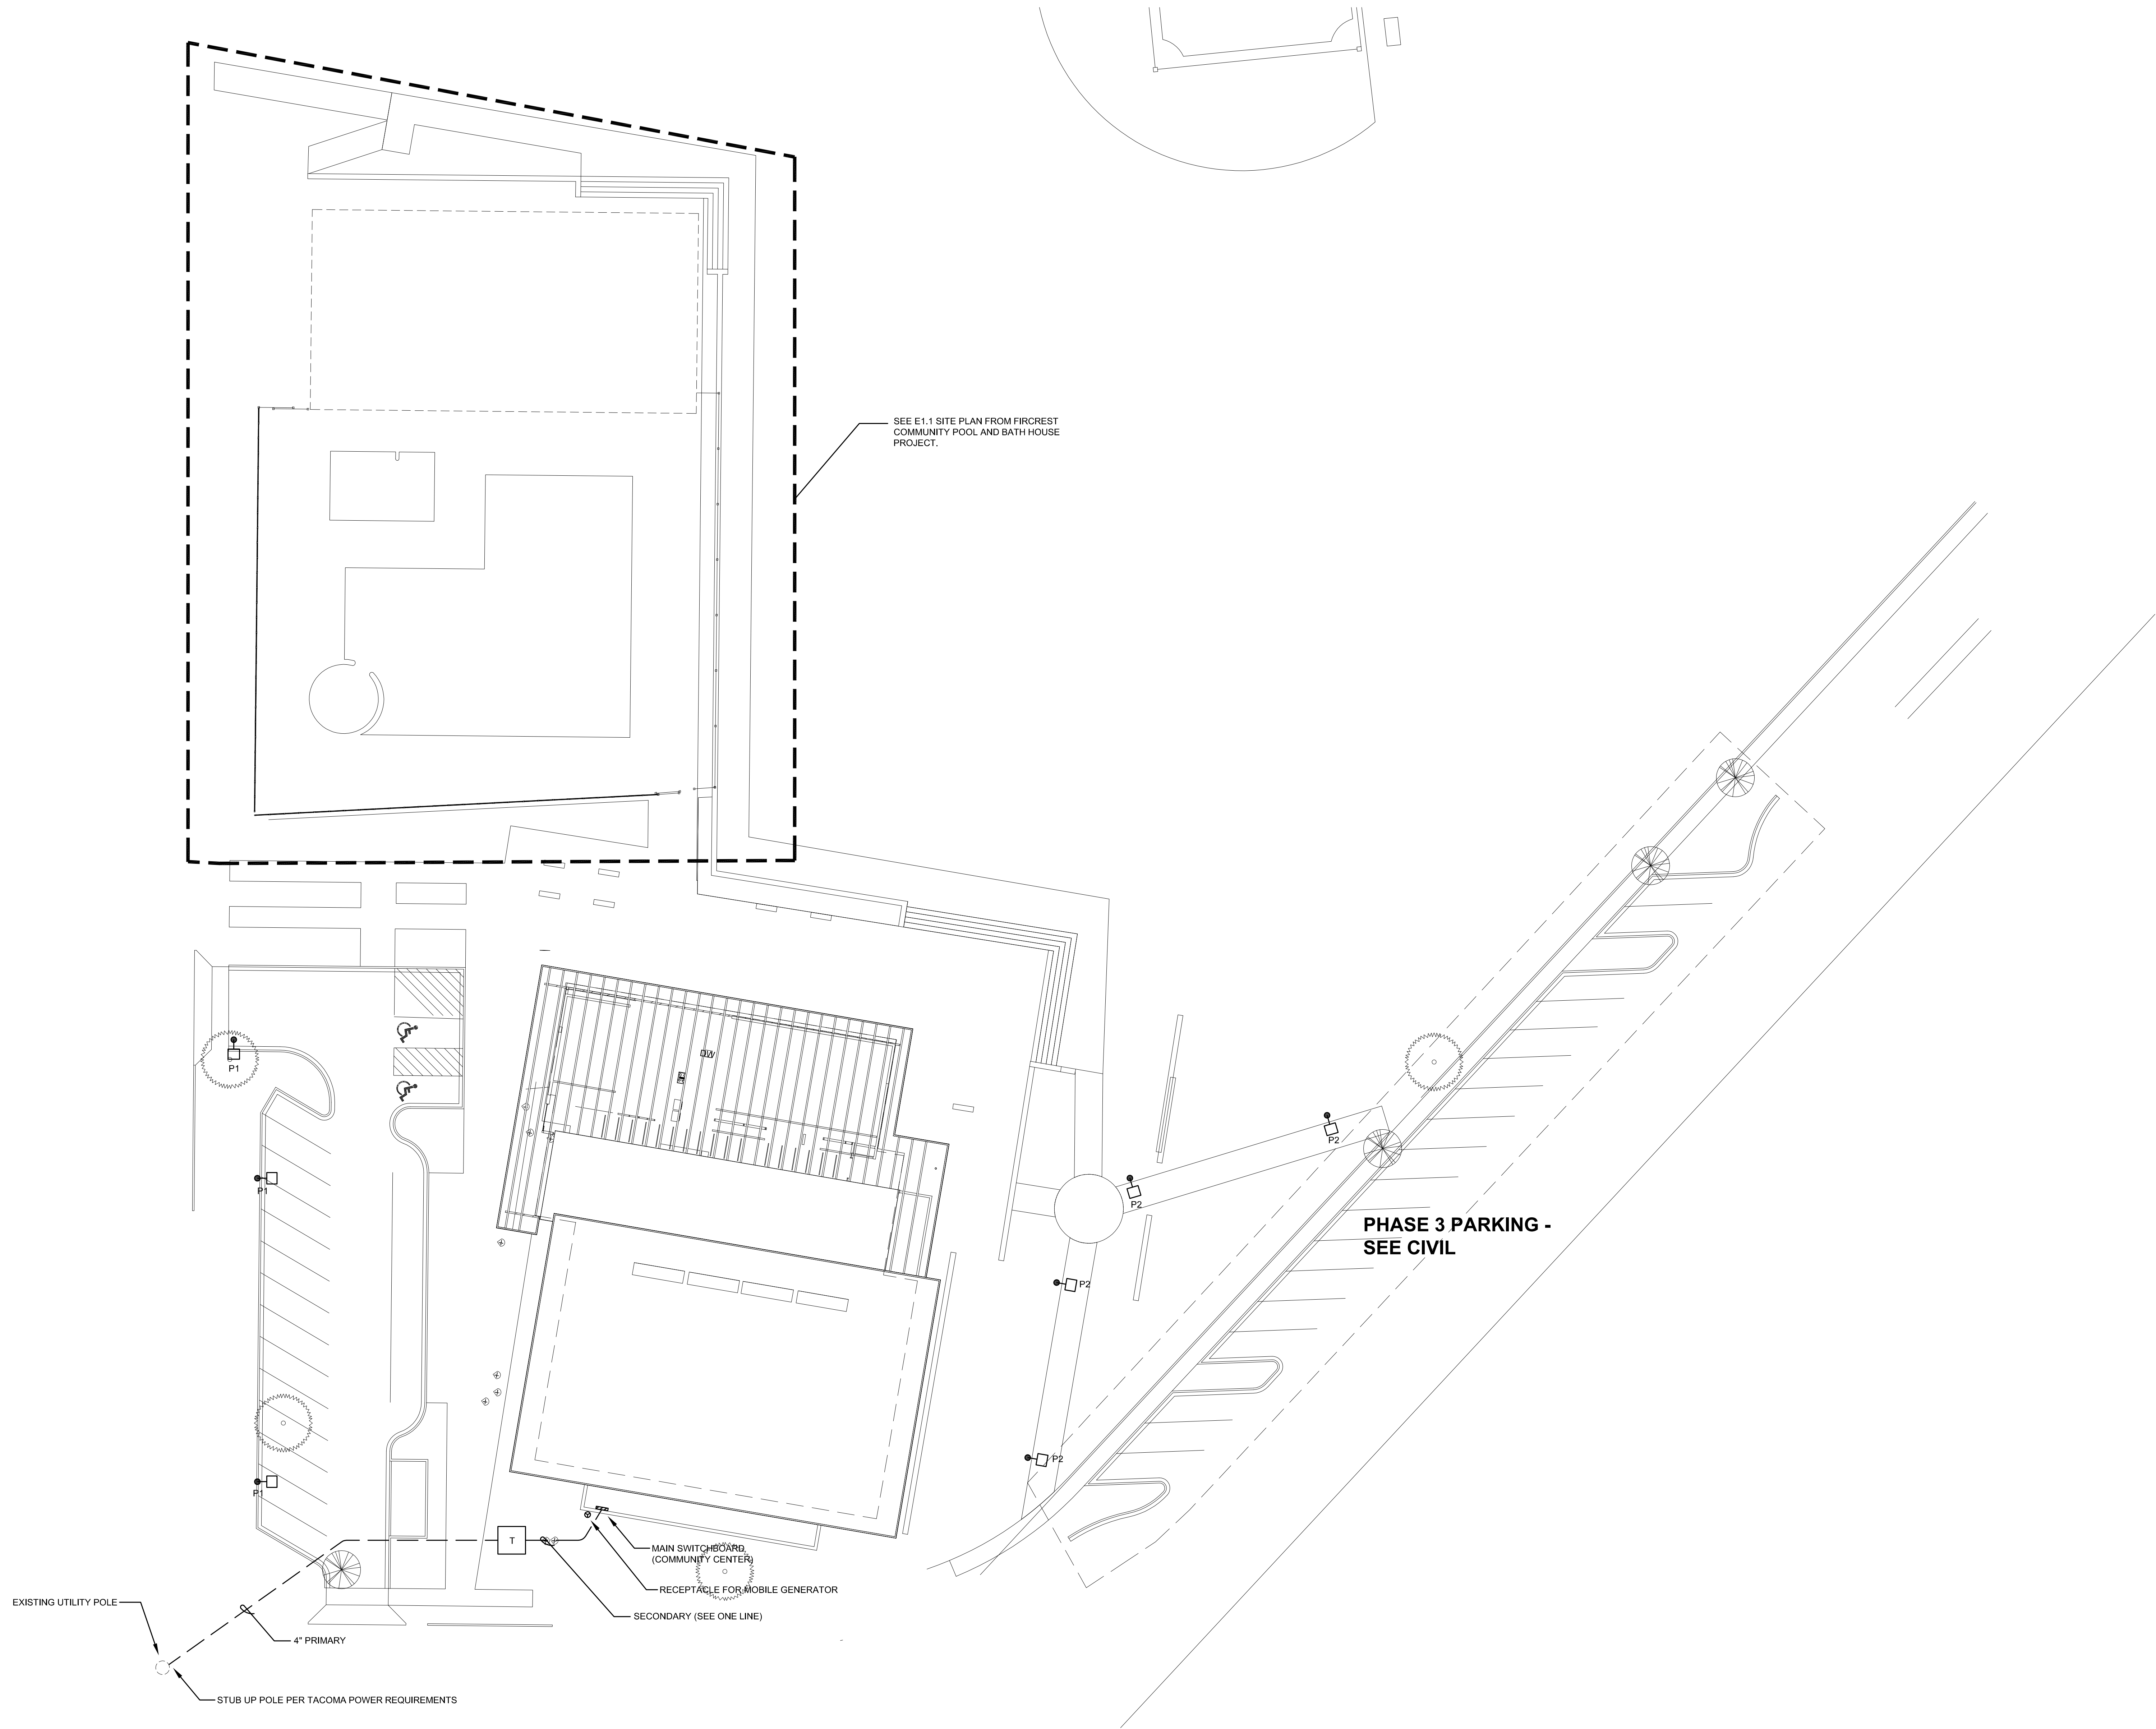 SEE E1.1 SITE PLAN FROM FIRCREST
COMMUNITY POOL AND BATH HOUSE
PROJECT.
DW
P1
P1
P2
P2
PHASE 3 PARKING -
SEE CIVIL
P2
P2
P1
T
MAIN SWITCHBOARD
(COMMUNITY CENTER)
RECEPTACLE FOR MOBILE GENERATOR
EXISTING UTILITY POLE
SECONDARY (SEE ONE LINE)
4" PRIMARY
STUB UP POLE PER TACOMA POWER REQUIREMENTS